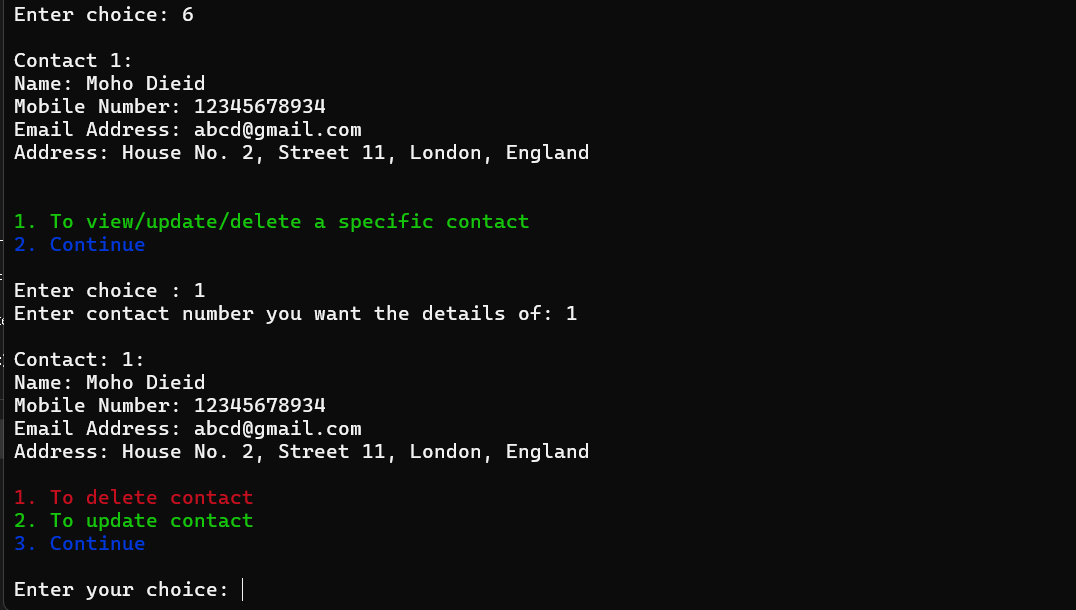 Enter choice: 6
Contact 1:
Name: Moho Dieid
Mobile Number: 12345678934
Email Address: abcd@gmail.com
Address: House No. 2, Street 11, London, England
1. To view/update/delete a specific contact
2. Continue
Enter choice : 1
Enter contact number you want the details of: 1
Contact: 1:
Name: Moho Dieid
Mobile Number: 12345678934
Email Address: abcd@gmail.com
Address: House No. 2, Street 11, London, England
1. To delete contact
2. To update contact
3. Continue
Enter your choice: